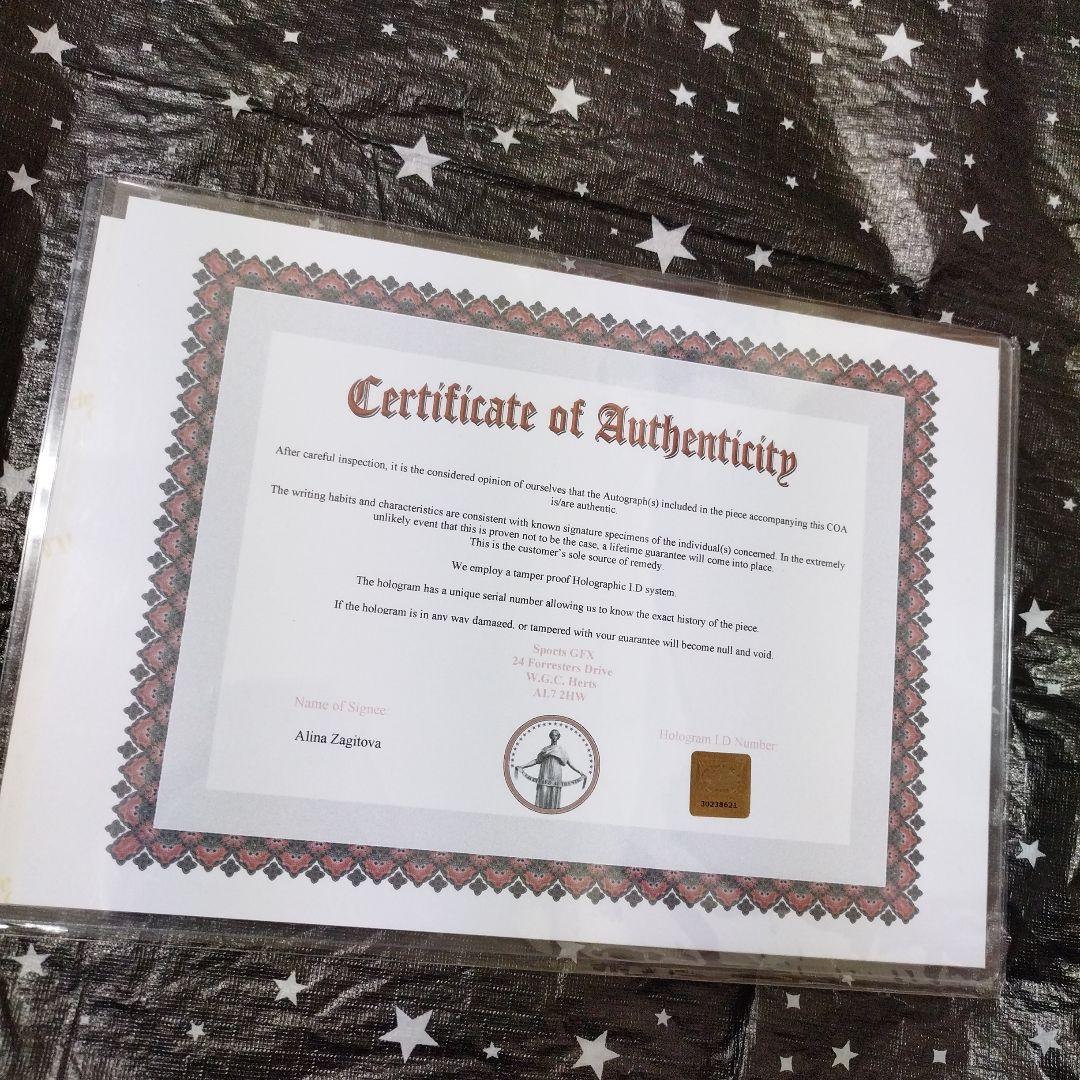 Certificate of Authenticity
After careful inspection, it is the considered opinion of ourselves that the Autograph(s) included in the piece accompanying this COA
is/are authentic.
The writing habits and characteristics are consistent with known signature specimens of the individual(s) concerned. In the extremely
unlikely event that this is proven not to be the case, a lifetime guarantee will come into place.
This is the customer's sole source of remedy.
We employ a tamper proof Holographic I.D system.
The hologram has a unique serial number allowing us to know the exact history of the piece.
If the hologram is in any way damaged, or tampered with your guarantee will become null and void.
Sports GFX
24 Forresters Drive
W.G.C. Herts
AL7 2HW
Name of Signee:
Alina Zagitova
Hologram I.D Number:
30238621